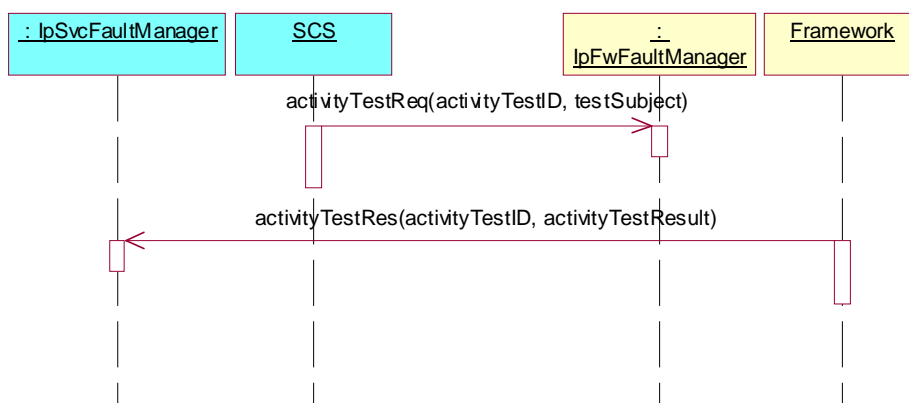 : IpSvcFaultManager
SCS
:
IpFwFaultManager
Framework
activityTestReq(activityTestID, testSubject)
activityTestRes(activityTestID, activityTestResult)